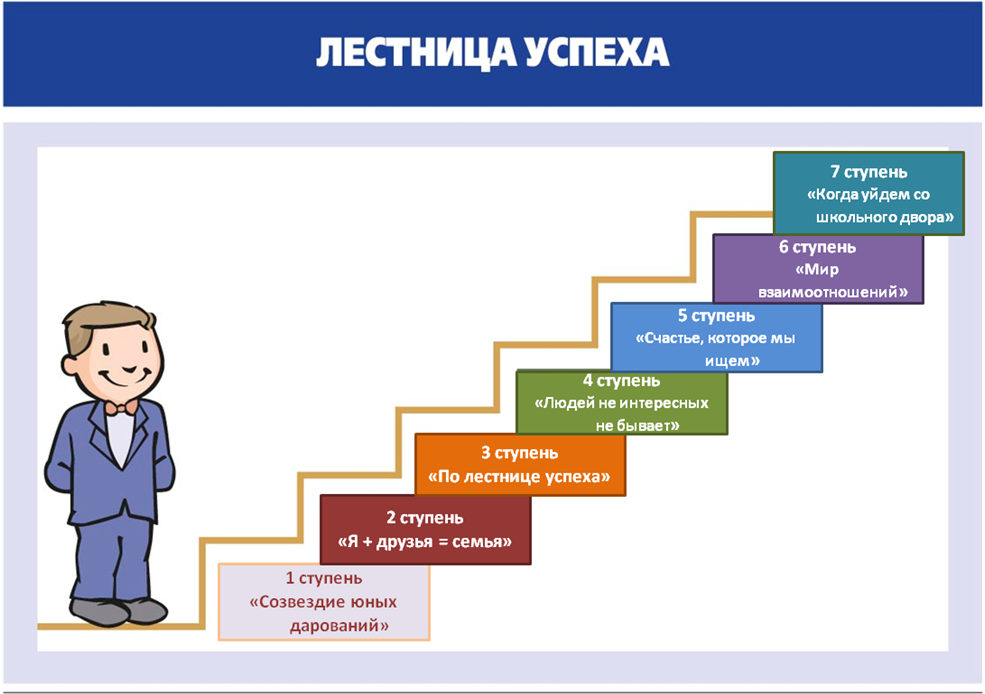 ЛЕСТНИЦА УСПЕХА
7 ступень
«Когда уйдем со
школьного двора»
6 ступень
«Мир
взаимоотношений»
5 ступень
«Счастье, которое мы
ищем»
4 ступень
«Людей не интересных
не бывает»
3 ступень
«По лестнице успеха»
2 ступень
«Я + друзья = семья»
1 ступень
«Созвездие юных
дарований»